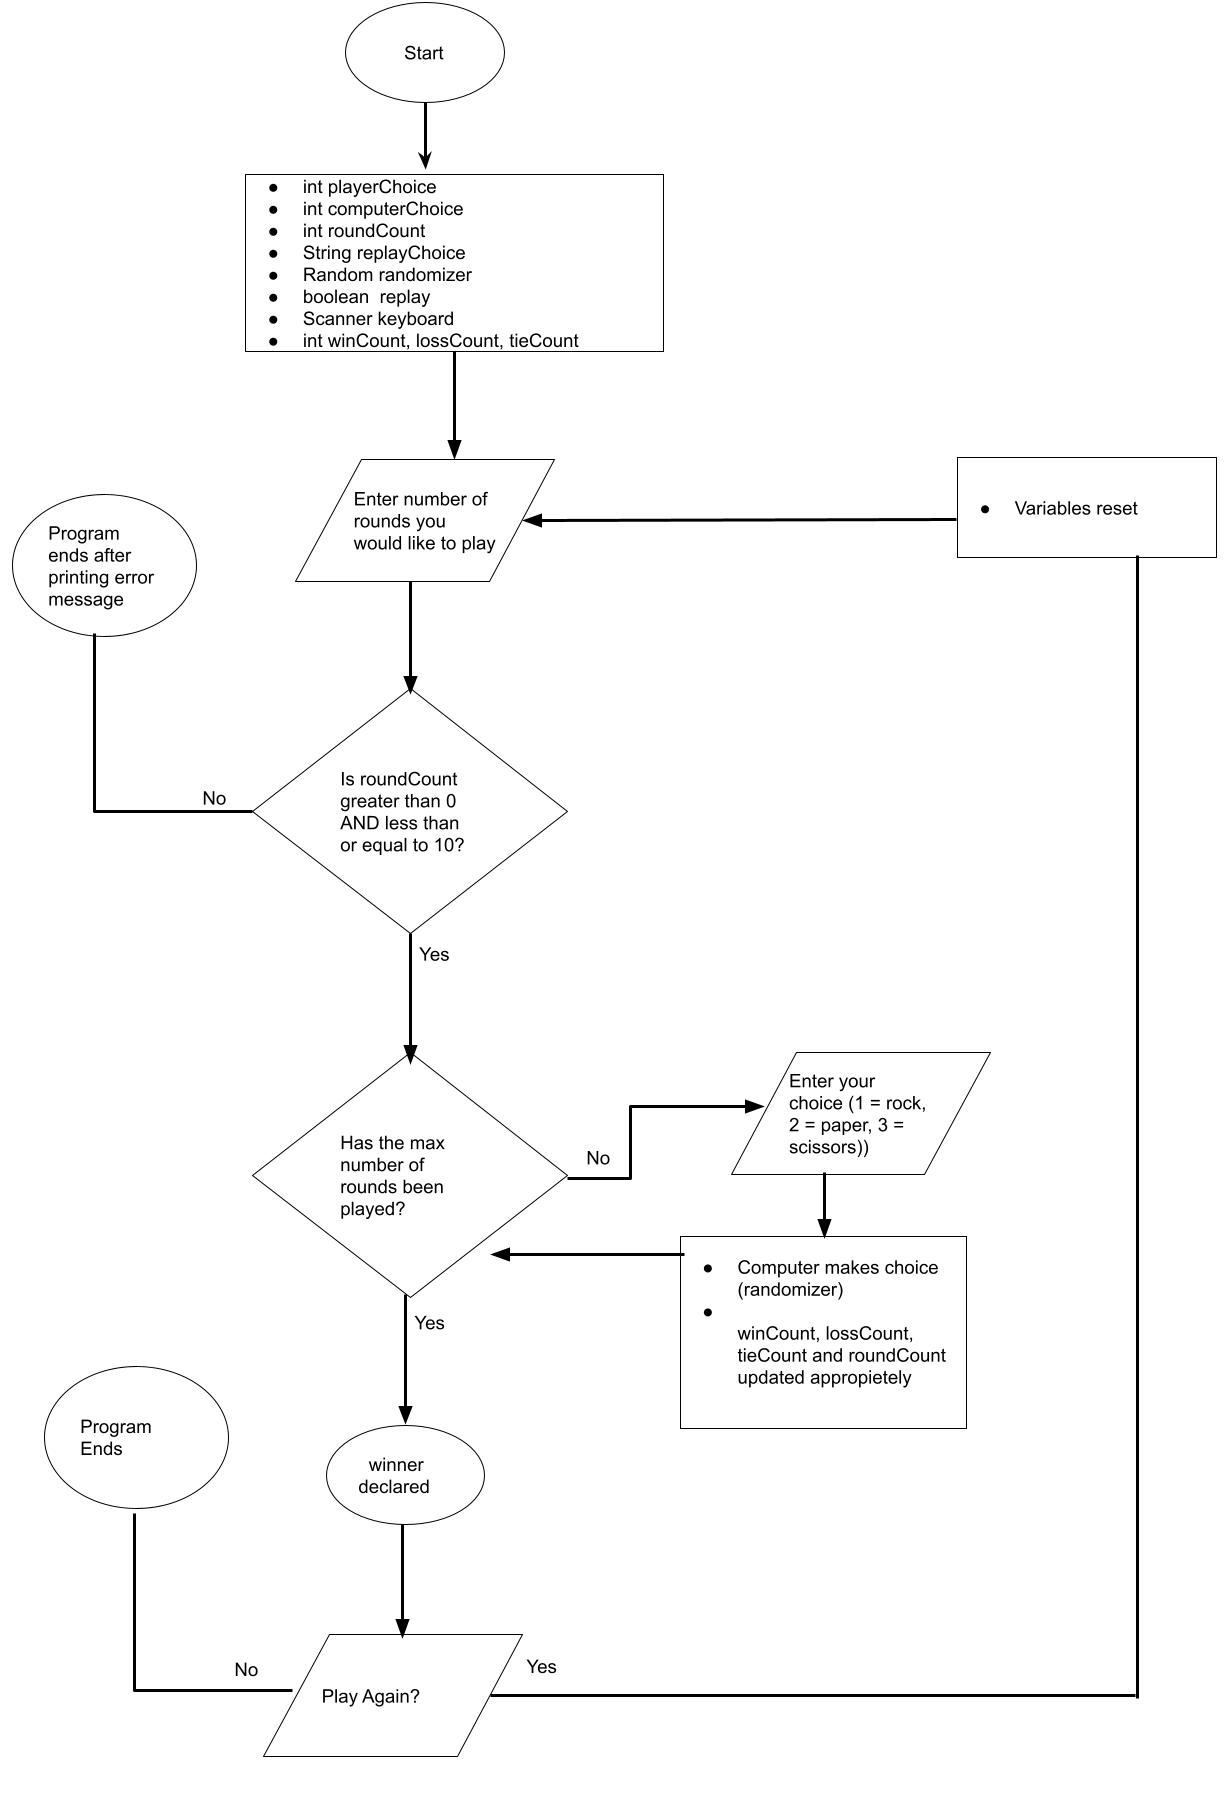 Start
● int playerChoice
● int computerChoice
● int roundCount
● String replayChoice
● Random randomizer
● boolean  replay
● Scanner keyboard
● int winCount, lossCount, tieCount
Enter number of
rounds you
would like to play
● Variables reset
Program
ends after
printing error
message
Is roundCount
greater than 0
AND less than
or equal to 10?
No
Yes
Enter your
choice (1 = rock,
2 = paper, 3 =
scissors))
Has the max
number of
rounds been
played?
No
● Computer makes choice
(randomizer)
●
winCount, lossCount,
tieCount and roundCount
updated appropietely
Yes
Program
Ends
winner
declared
No
Yes
Play Again?